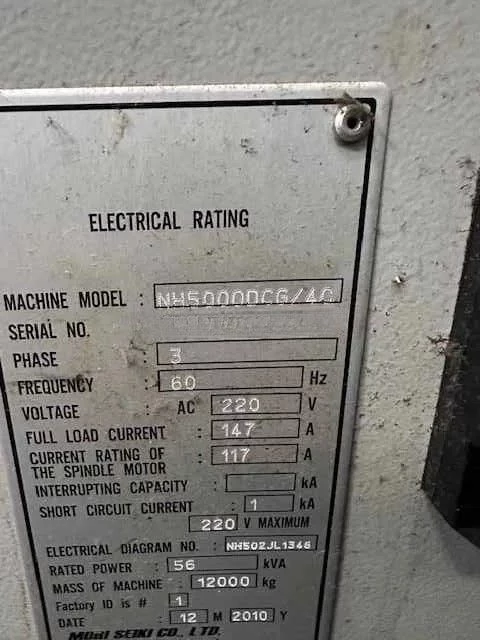 ELECTRICAL RATING
MACHINE MODEL : NH5000DCG/40
SERIAL NO.
PHASE : 3
FREQUENCY : 60 Hz
VOLTAGE : AC 220 V
FULL LOAD CURRENT : 147 A
CURRENT RATING OF THE SPINDLE MOTOR : 117 A
INTERRUPTING CAPACITY : kA
SHORT CIRCUIT CURRENT : 1 kA
220 V MAXIMUM
ELECTRICAL DIAGRAM NO. : NH502JL1346
RATED POWER : 56 kVA
MASS OF MACHINE : 12000 kg
Factory ID is # 1
DATE : 12 M 2010 Y
MORI SEIKI CO., LTD.